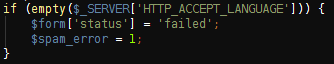 if (empty($_SERVER['HTTP_ACCEPT_LANGUAGE'])) {
    $form['status'] = 'failed';
    $spam_error = 1;
}